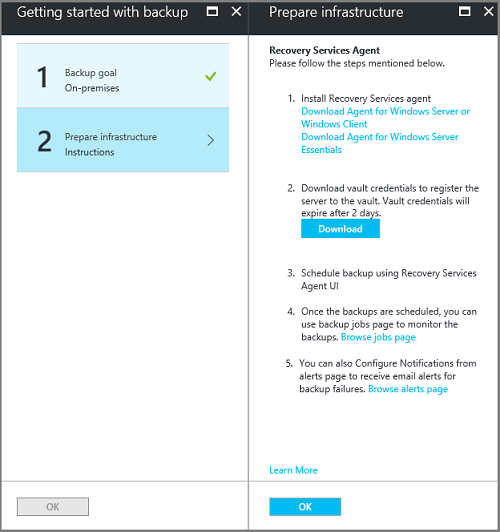 Getting started with backup
1
Backup goal
On-premises
2
Prepare infrastructure
Instructions
OK
Prepare infrastructure
Recovery Services Agent
Please follow the steps mentioned below.
1. Install Recovery Services agent
Download Agent for Windows Server or
Windows Client
Download Agent for Windows Server
Essentials
2. Download vault credentials to register the
server to the vault. Vault credentials will
expire after 2 days.
Download
3. Schedule backup using Recovery Services
Agent UI
4. Once the backups are scheduled, you can
use backup jobs page to monitor the
backups. Browse jobs page
5. You can also Configure Notifications from
alerts page to receive email alerts for
backup failures. Browse alerts page
Learn More
OK